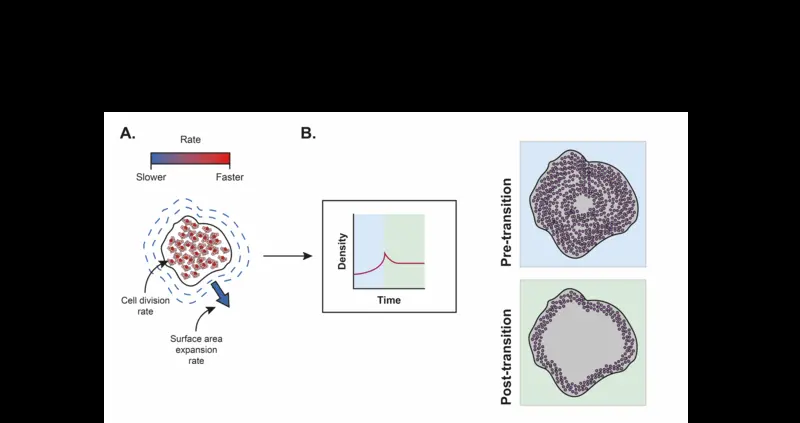 A.
Rate
Slower
Faster
Cell division
rate
Surface area
expansion
rate
B.
Density
Time
Pre-transition
Post-transition